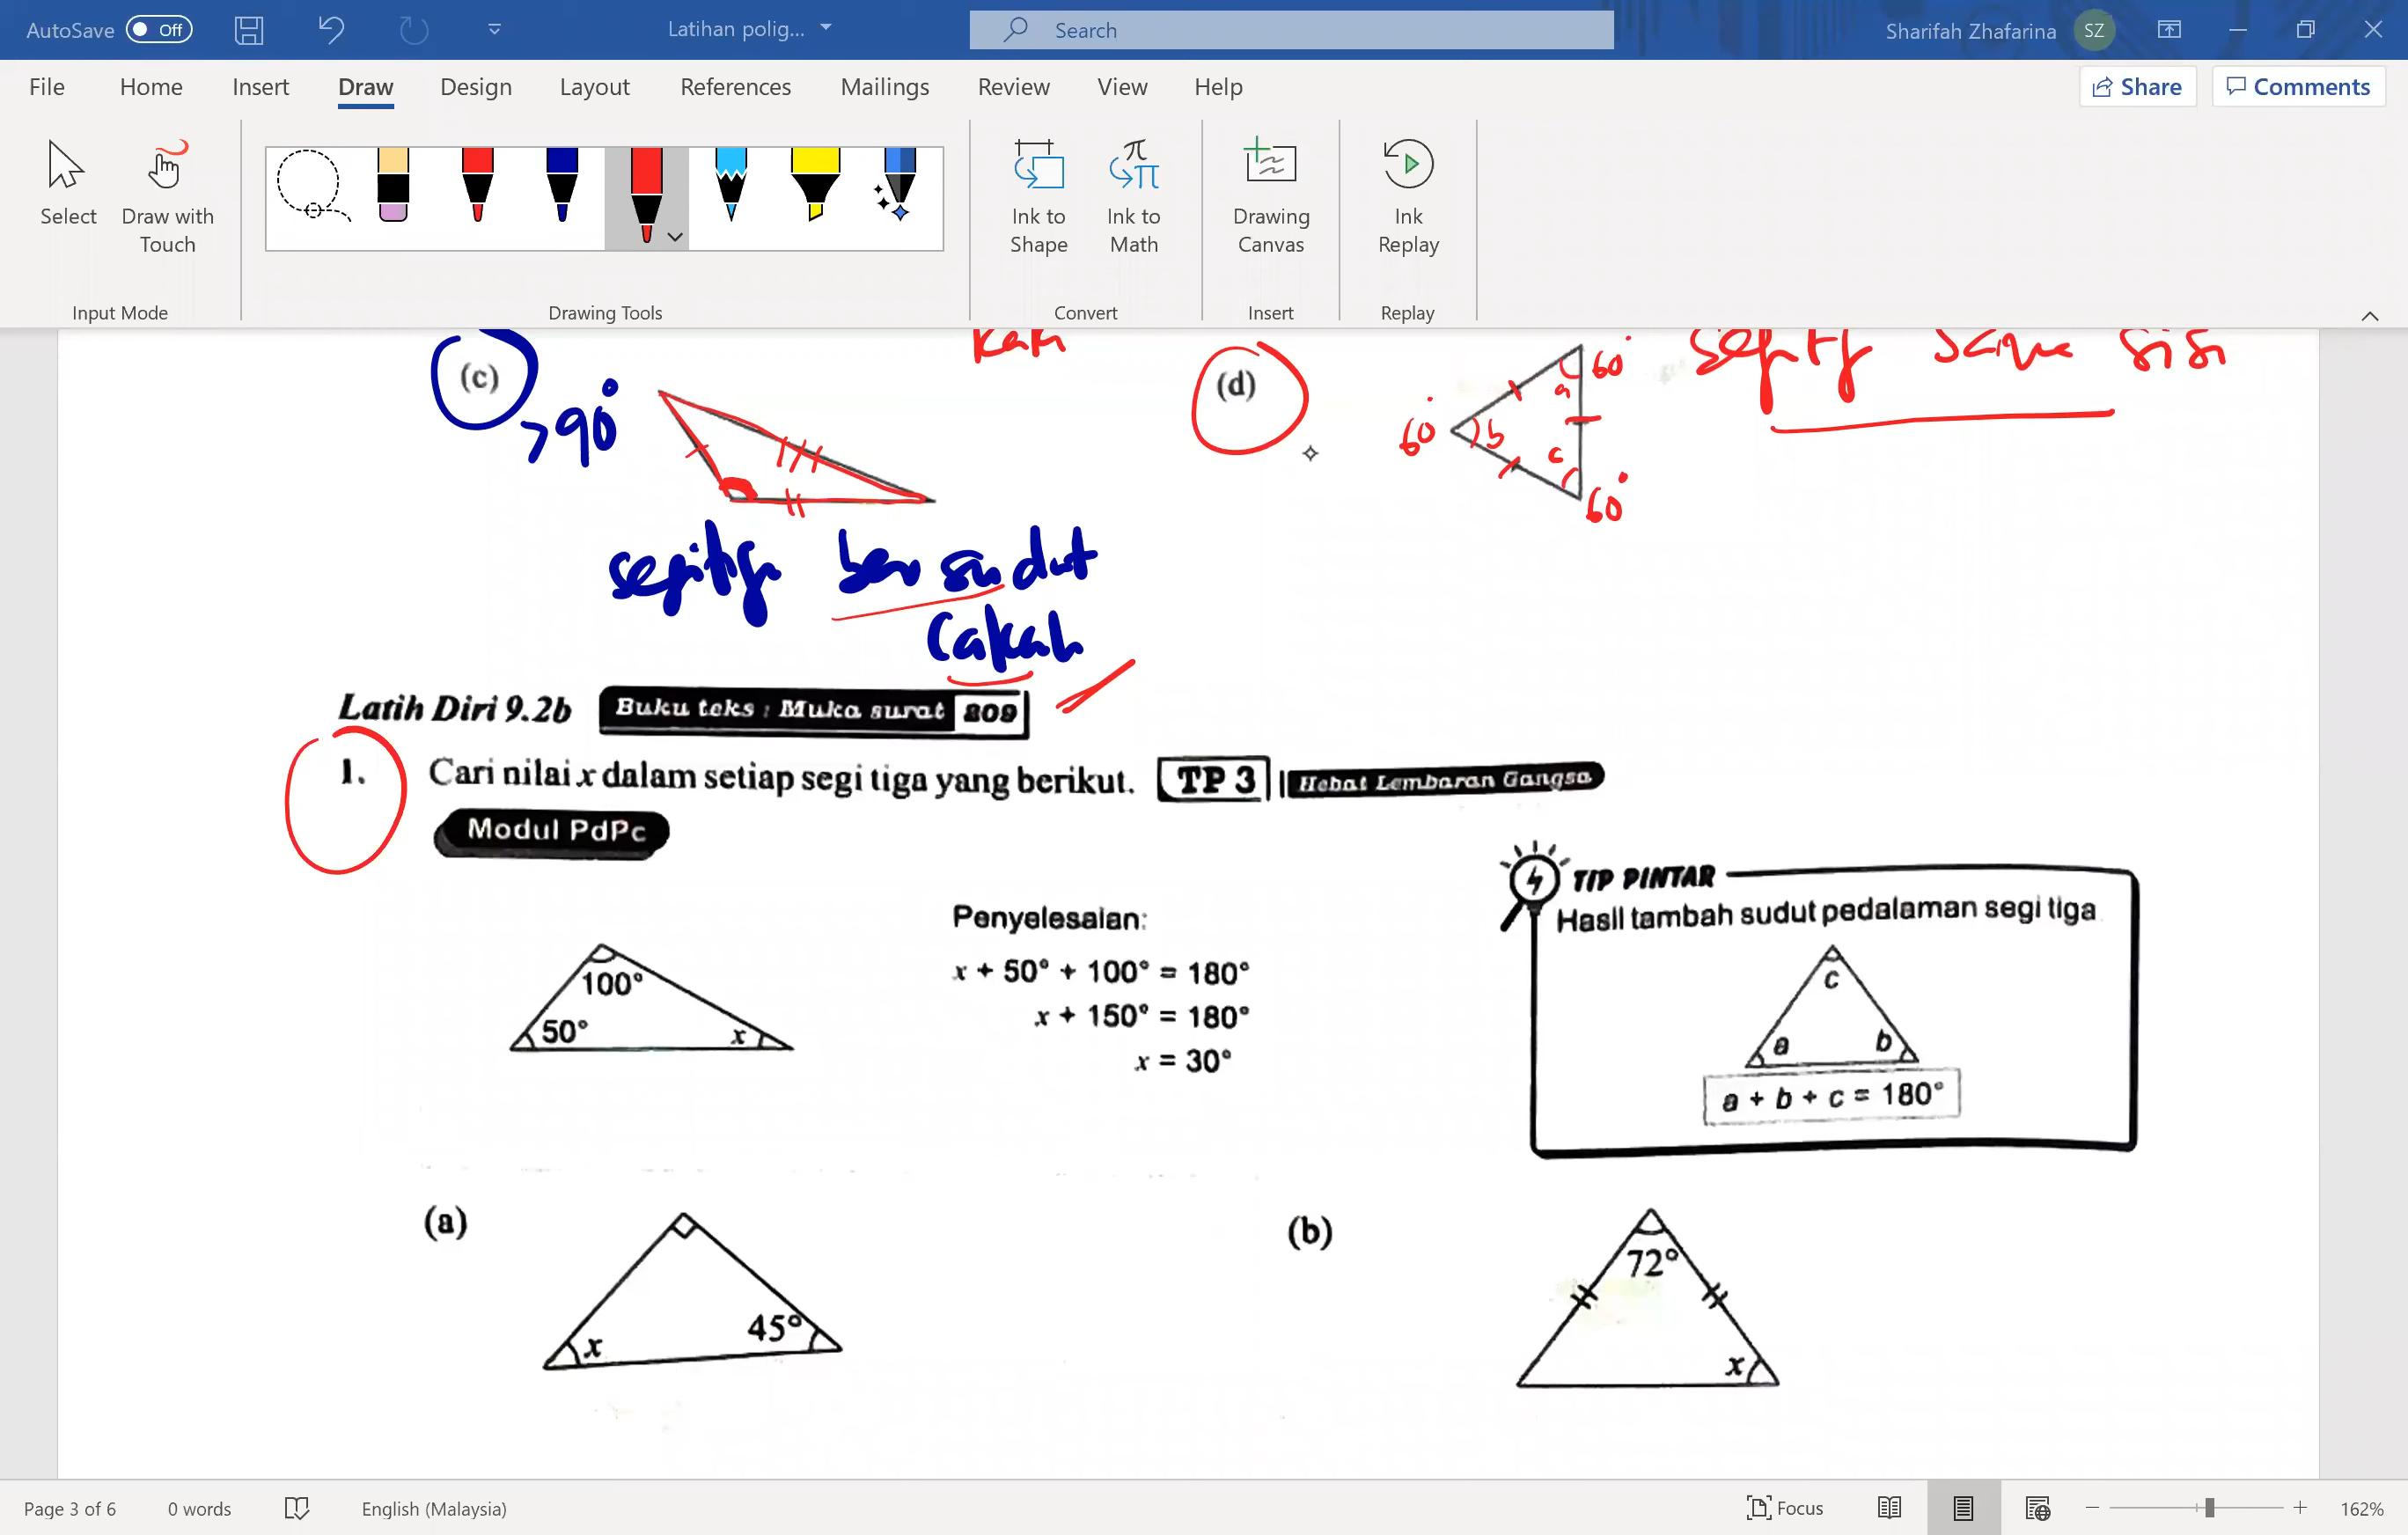 AutoSave Off Latihan polig... Search Sharifah Zhafarina SZ
File Home Insert Draw Design Layout References Mailings Review View Help Share Comments
Select Draw with Touch Ink to Shape Ink to Math Drawing Canvas Ink Replay
Input Mode Drawing Tools Convert Insert Replay
kaki
(c)
>90°
(d)
60° a
60° b
c
60°
sama sisi
bersudut
Cakah
Latih Diri 9.2b Buku teks : Muka surat 209
1. Cari nilai x dalam setiap segi tiga yang berikut. TP 3 Hebat Lembaran Gangsa
Modul PdPc
100°
50° x
Penyelesaian:
x + 50° + 100° = 180°
x + 150° = 180°
x = 30°
TIP PINTAR
Hasil tambah sudut pedalaman segi tiga
c
a b
a + b + c = 180°
(a)
x 45°
(b)
72°
x
Page 3 of 6 0 words English (Malaysia) Focus 162%